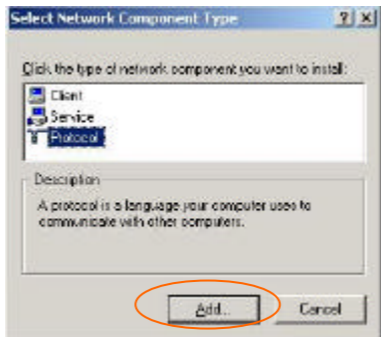 Select Network Component Type
Click the type of network component you want to install:
Client
Service
Protocol
Description
A protocol is a language your computer uses to
communicate with other computers.
Add...
Cancel